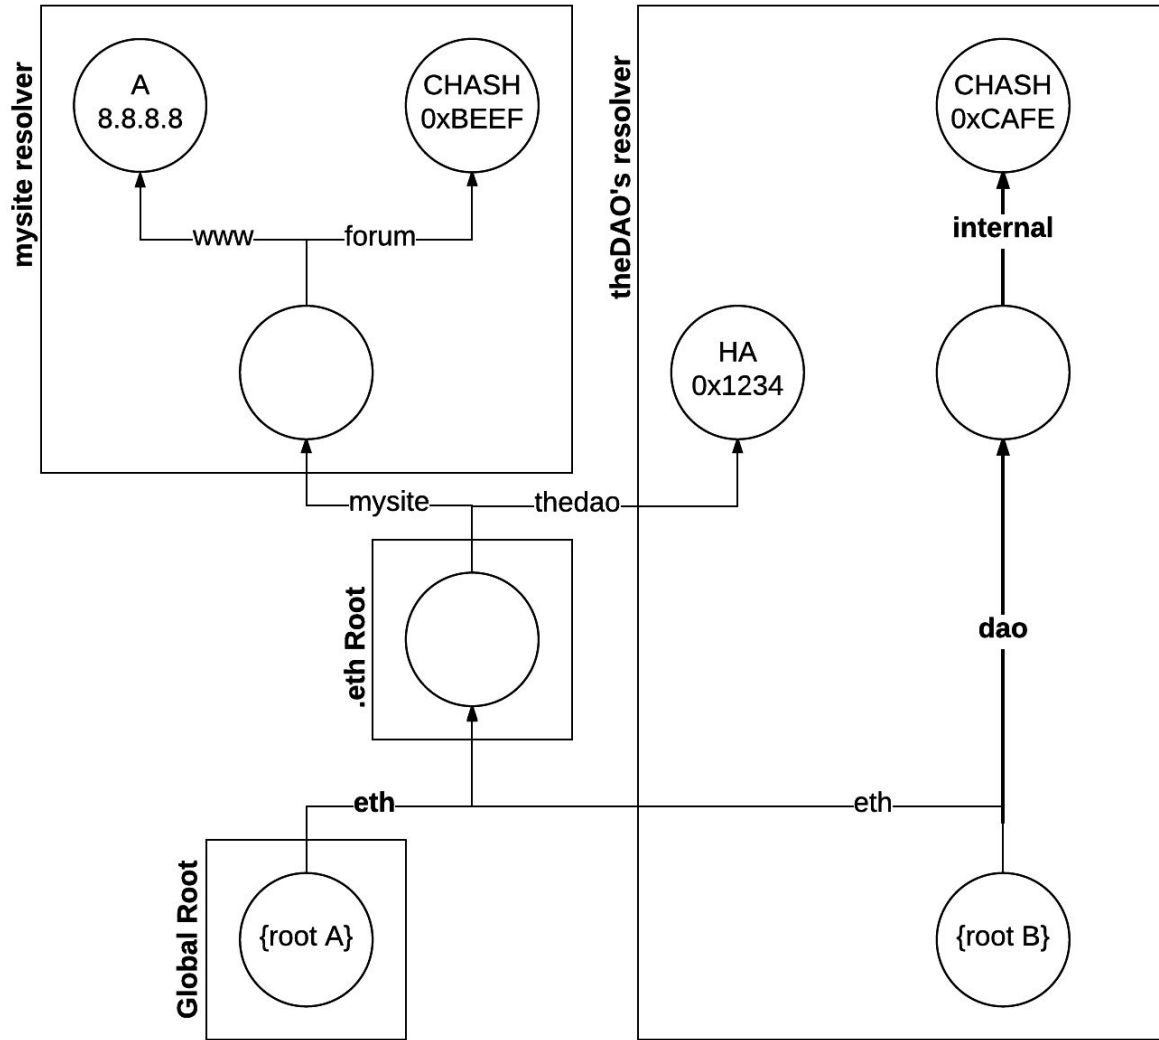 mysite resolver
A
8.8.8.8
CHASH
0xBEEF
www
forum
theDAO's resolver
CHASH
0xCAFE
internal
HA
0x1234
mysite
thedao
.eth Root
dao
eth
eth
Global Root
{root A}
{root B}